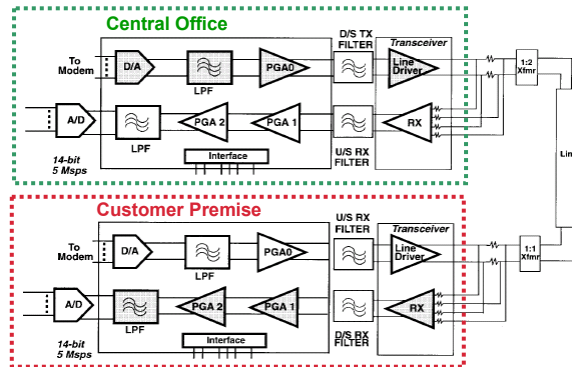 Central Office
D/S TX
FILTER
Transceiver
To
Modem
D/A
LPF
PGA0
Line
Driver
1:2
Xfmr
A/D
LPF
PGA 2
PGA 1
U/S RX
FILTER
RX
14-bit
5 Msps
Interface
Lin
Customer Premise
U/S RX
FILTER
Transceiver
To
Modem
D/A
LPF
PGA0
Line
Driver
1:1
Xfmr
A/D
LPF
PGA 2
PGA 1
D/S RX
FILTER
RX
14-bit
5 Msps
Interface